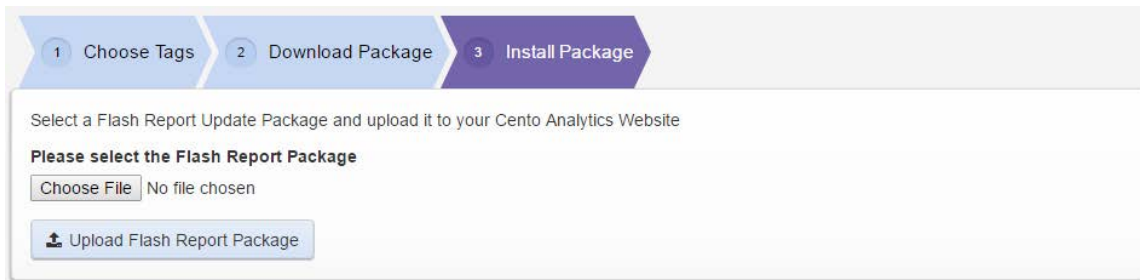 1 Choose Tags 2 Download Package 3 Install Package
Select a Flash Report Update Package and upload it to your Cento Analytics Website
Please select the Flash Report Package
Choose File No file chosen
Upload Flash Report Package